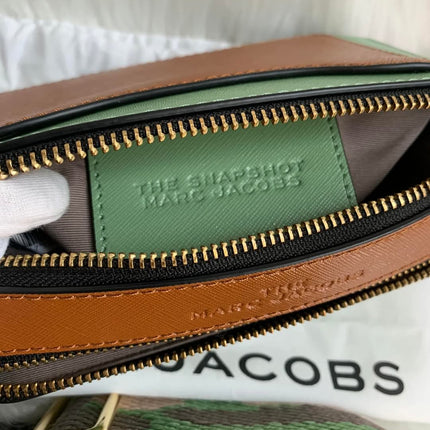 THE SNAPSHOT
MARC JACOBS
THE
MARC JACOBS
JACOBS